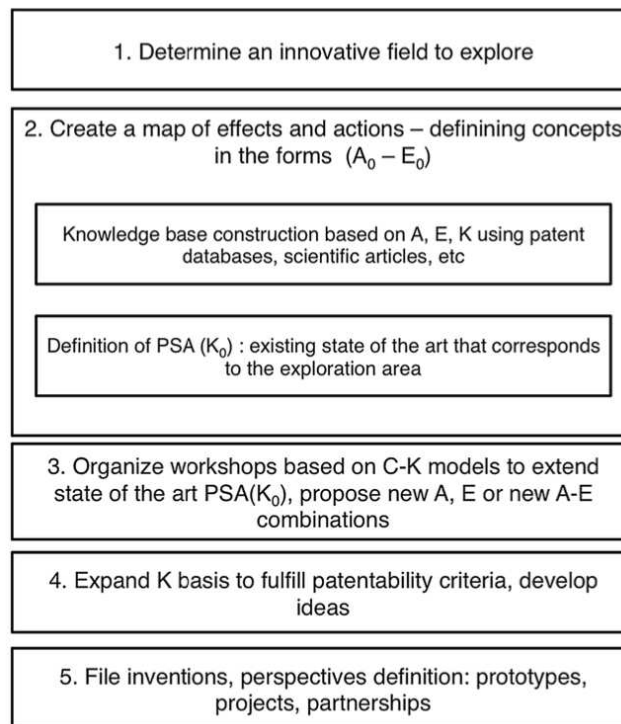 1. Determine an innovative field to explore
2. Create a map of effects and actions – definining concepts
in the forms (A₀ – E₀)
Knowledge base construction based on A, E, K using patent
databases, scientific articles, etc
Definition of PSA (K₀) : existing state of the art that corresponds
to the exploration area
3. Organize workshops based on C-K models to extend
state of the art PSA(K₀), propose new A, E or new A-E
combinations
4. Expand K basis to fulfill patentability criteria, develop
ideas
5. File inventions, perspectives definition: prototypes,
projects, partnerships